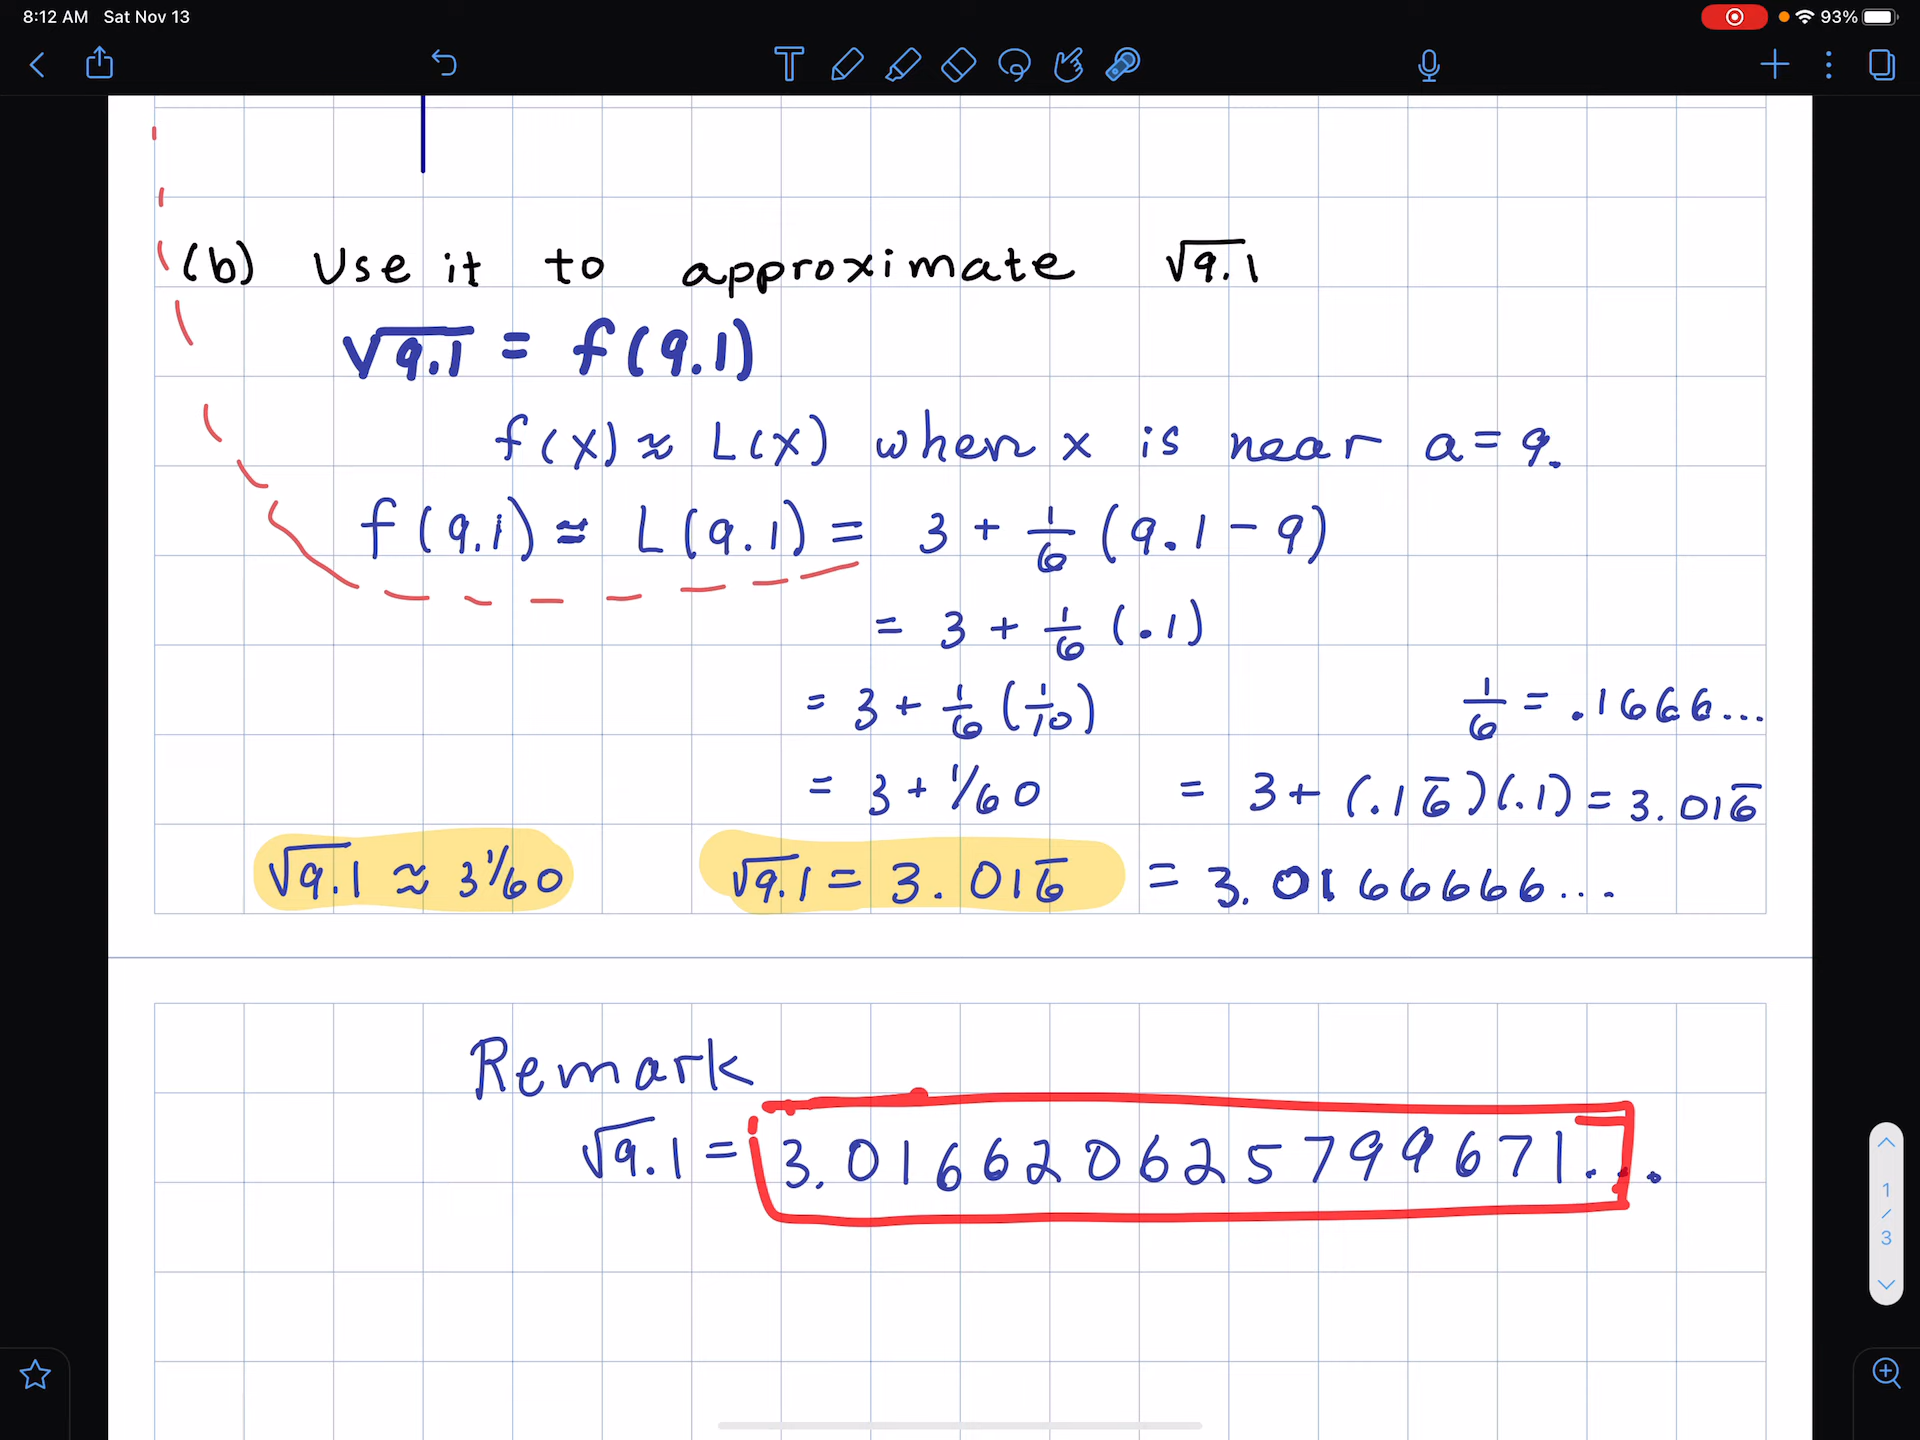 8:12 AM Sat Nov 13
93%
(b) Use it to approximate √9.1
√9.1 = f(9.1)
f(x) ≈ L(x) when x is near a = 9.
f(9.1) ≈ L(9.1) = 3 + 1/6 (9.1 - 9)
= 3 + 1/6 (.1)
= 3 + 1/6 (1/10)
1/6 = .1666...
= 3 + 1/60 = 3 + (.16̅)(.1) = 3.016̅
√9.1 ≈ 3 1/60
√9.1 = 3.016̅ = 3.0166666...
Remark
√9.1 = 3.01662062579967 1...
1/3